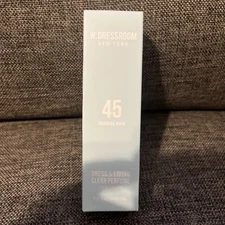 W.DRESSROOM
NEW YORK
45
DRESS & LIVING
CLEAR PERFUME